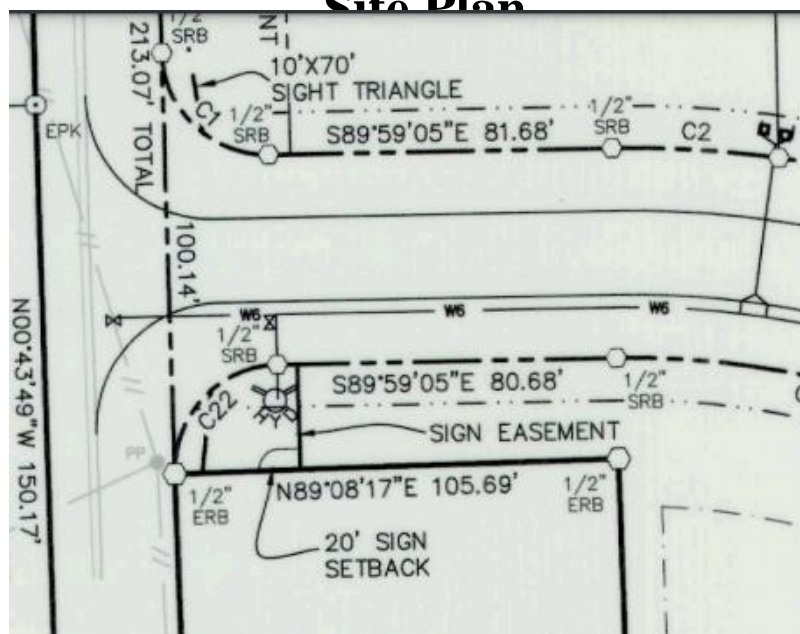 Site Plan
1/2"
SRB
NT
213.07' TOTAL
10'X70'
SIGHT TRIANGLE
C1
1/2"
SRB
1/2"
SRB
S89°59'05"E 81.68'
C2
EPK
100.14'
N00°43'49"W 150.17'
W6
W6
W6
1/2"
SRB
S89°59'05"E 80.68'
1/2"
SRB
C22
SIGN EASEMENT
PP
N89°08'17"E 105.69'
1/2"
ERB
1/2"
ERB
20' SIGN
SETBACK